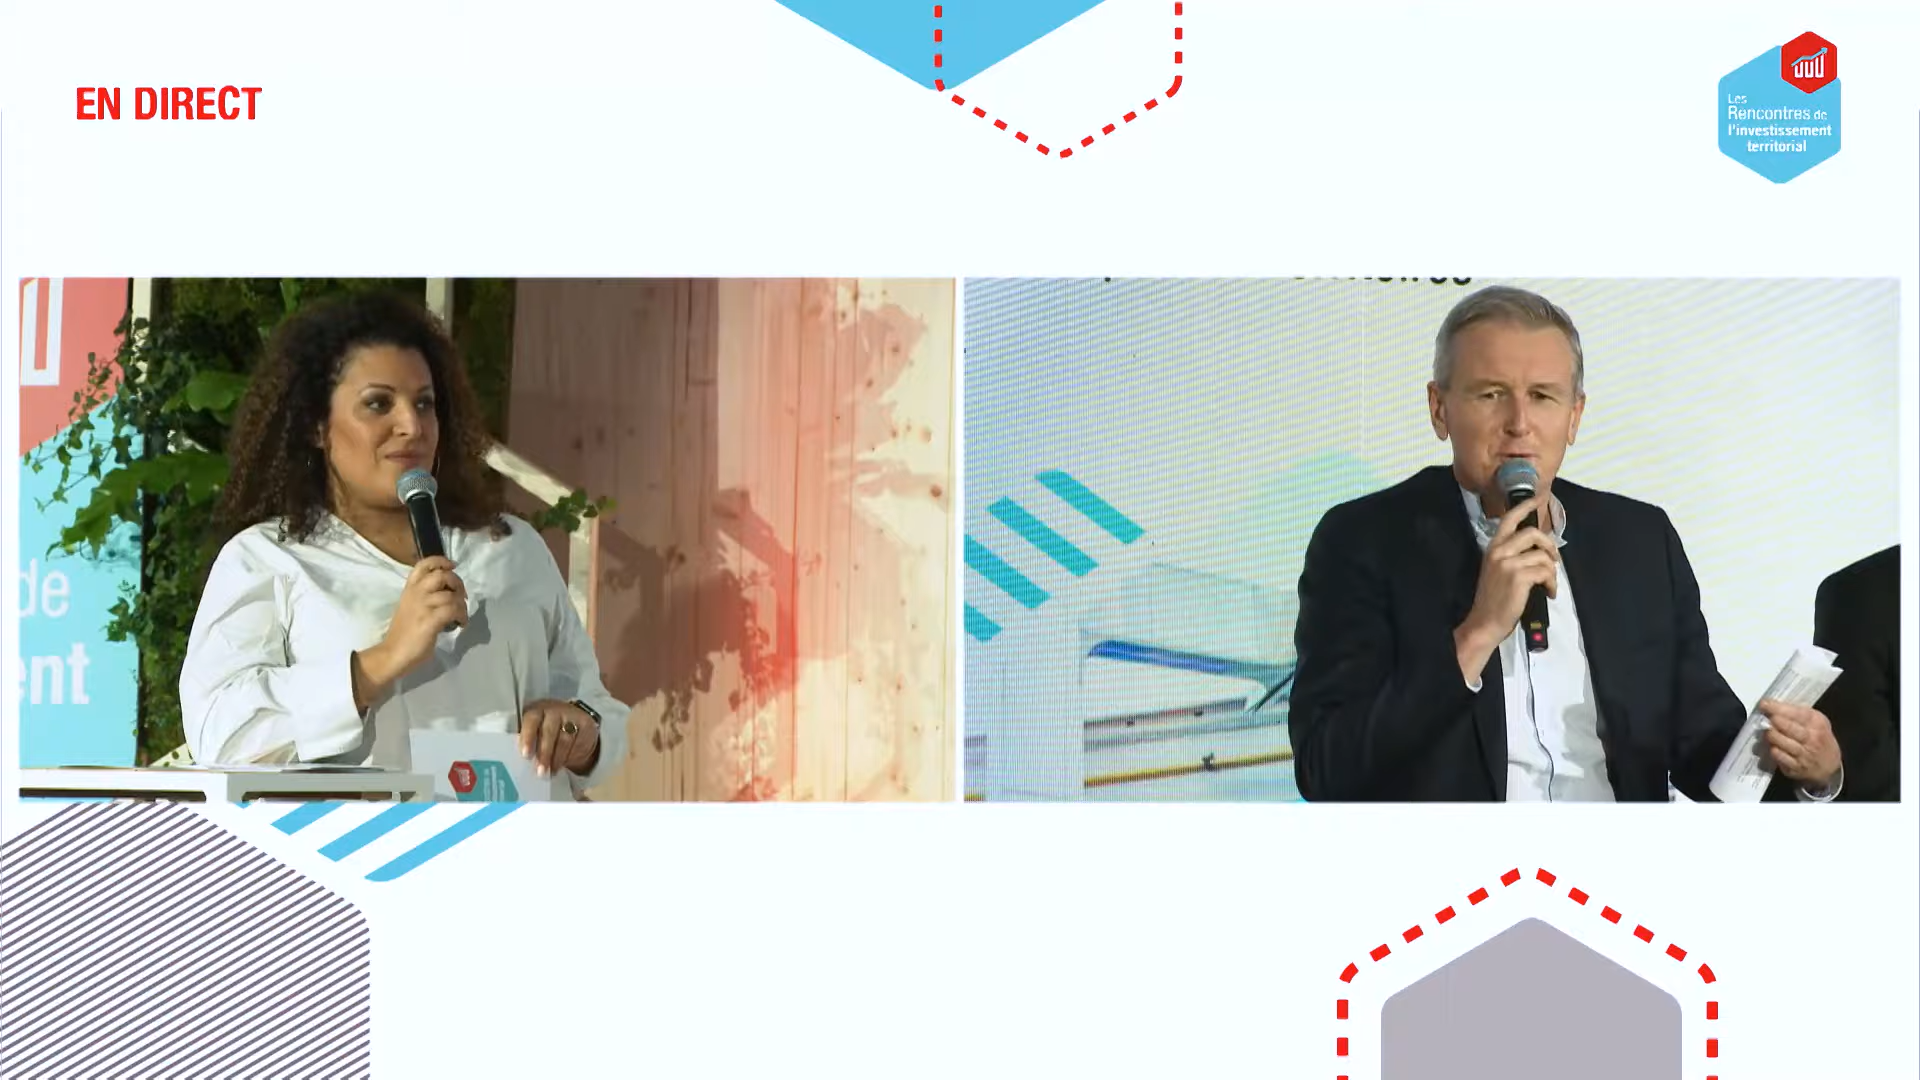 EN DIRECT
Les
Rencontres de
l'investissement
territorial
de
ent